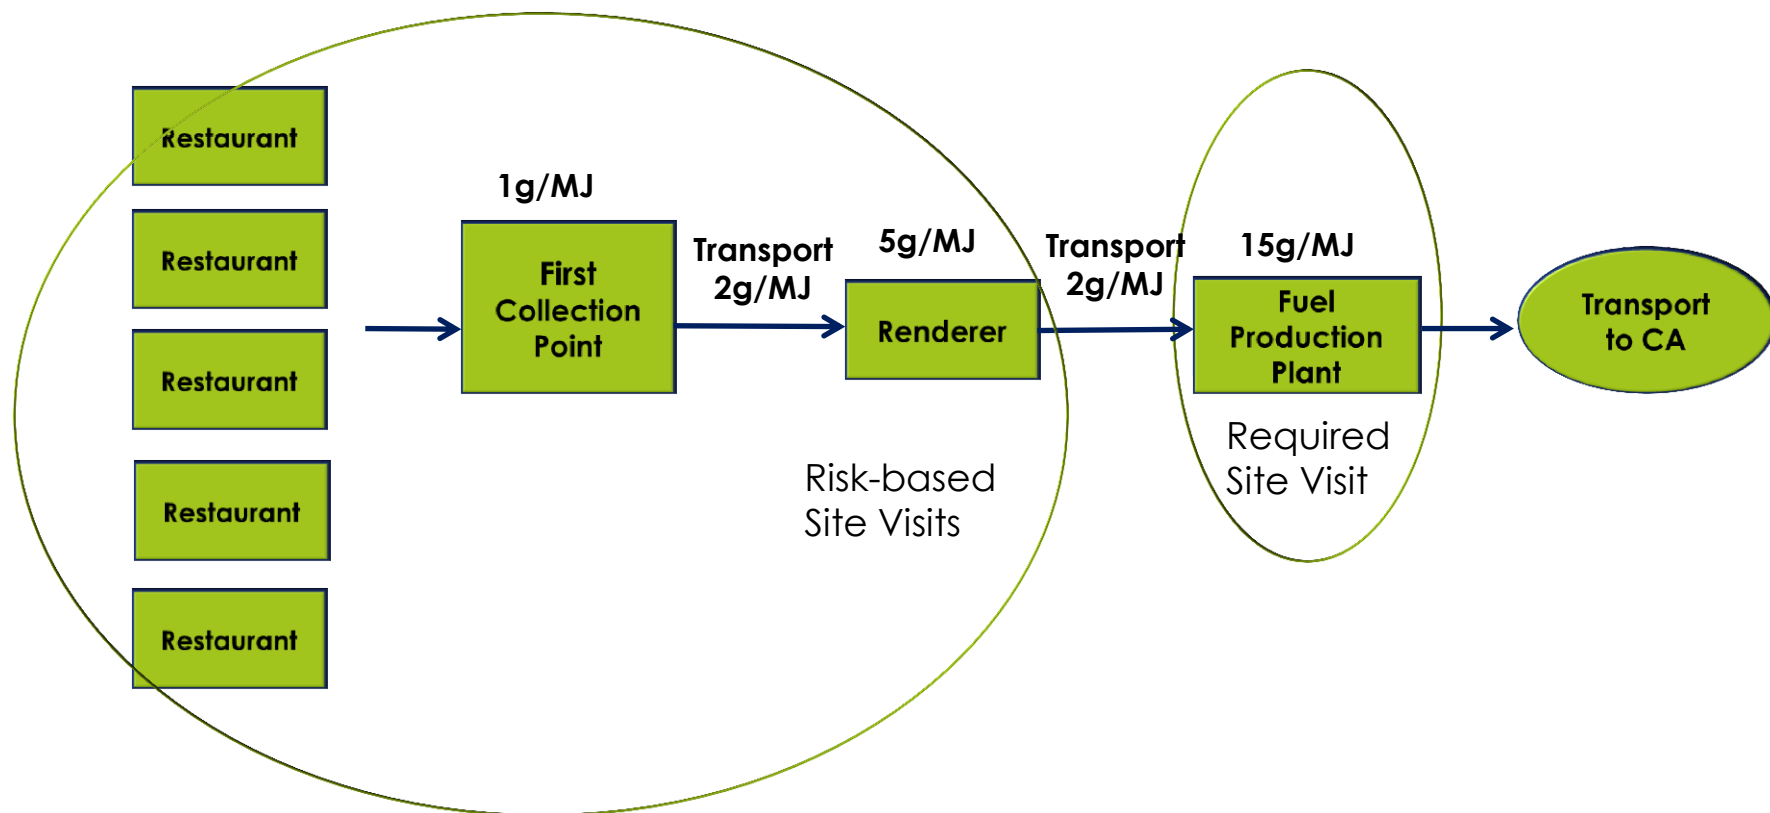 Restaurant
Restaurant
Restaurant
Restaurant
Restaurant
1g/MJ
First
Collection
Point
Transport
2g/MJ
5g/MJ
Renderer
Risk-based
Site Visits
Transport
2g/MJ
15g/MJ
Fuel
Production
Plant
Required
Site Visit
Transport
to CA